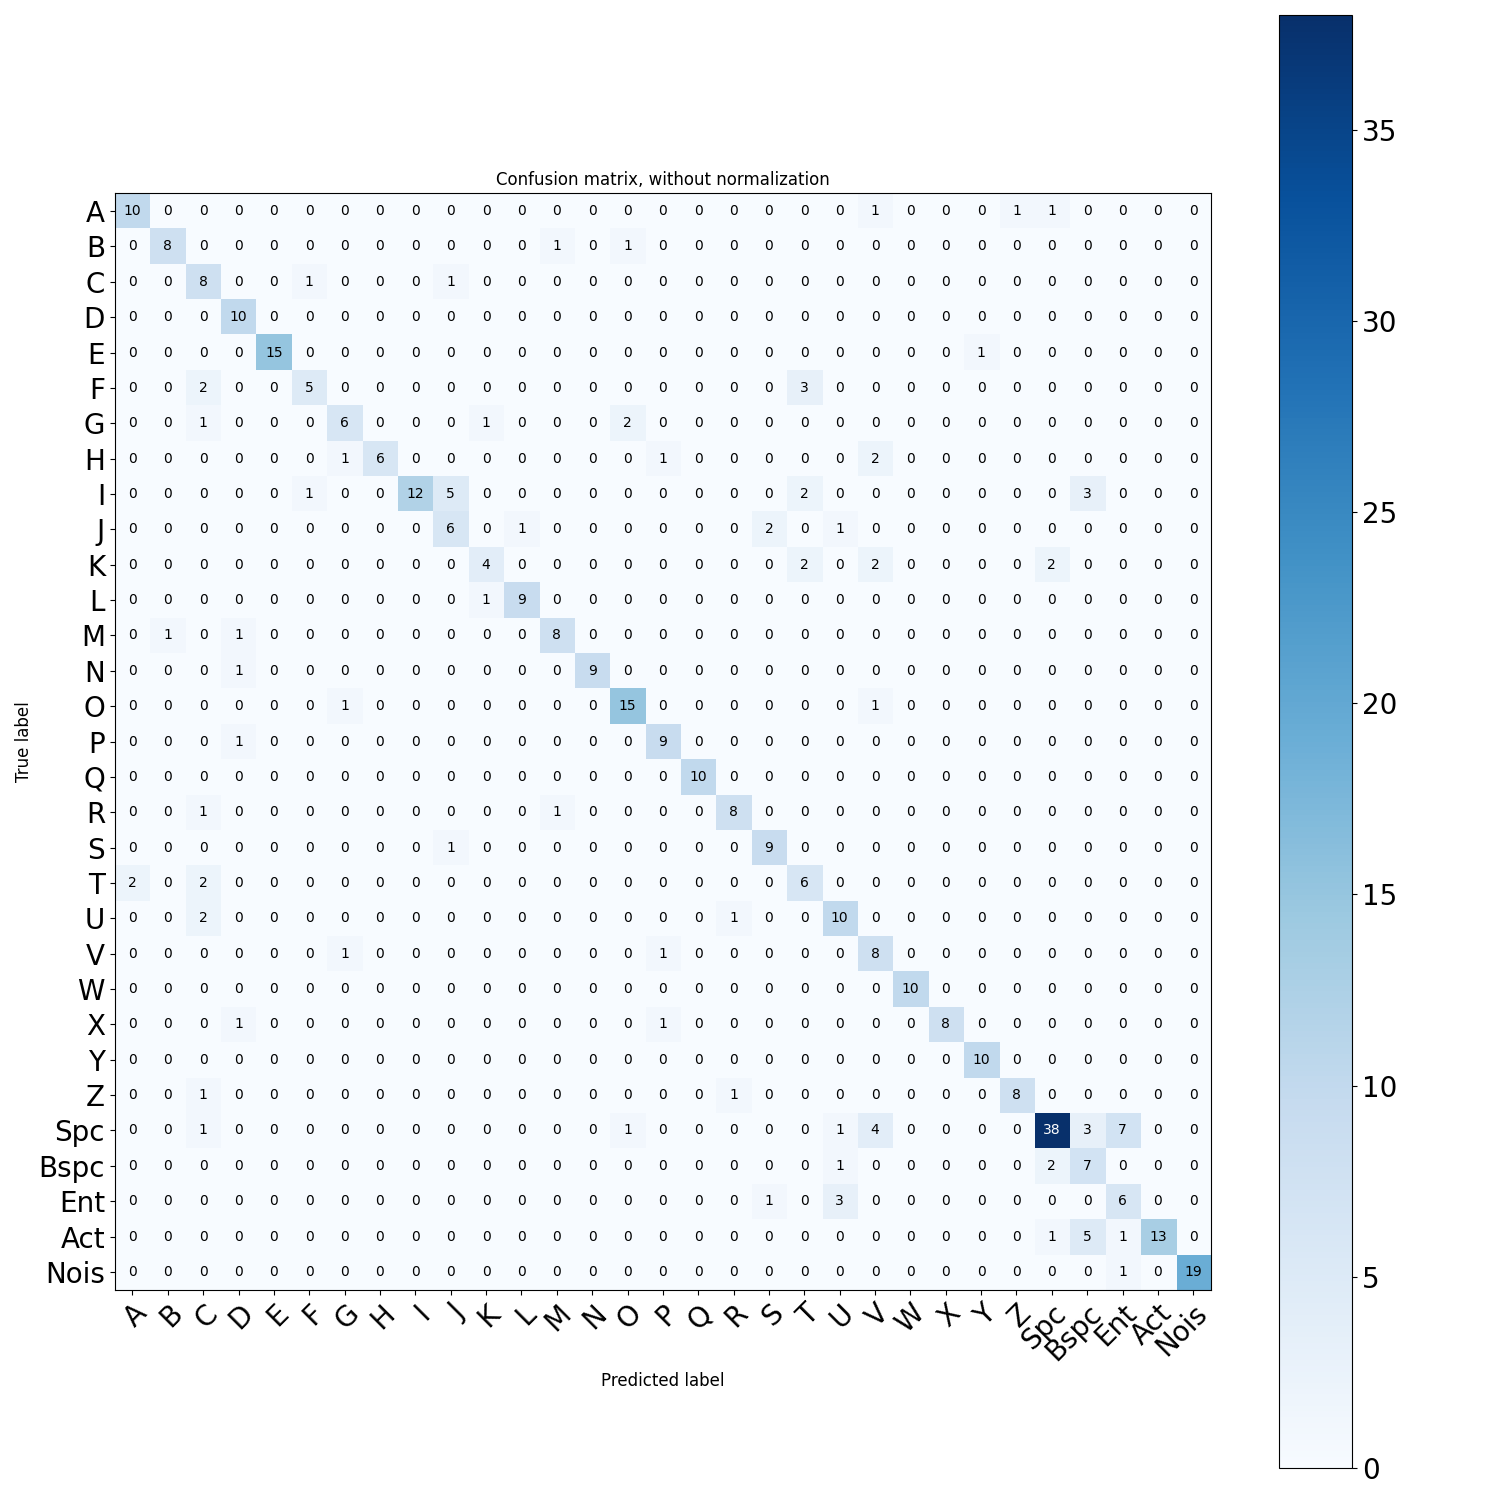 Confusion matrix, without normalization
A 10 0 0 0 0 0 0 0 0 0 0 0 0 0 0 0 0 0 0 0 0 1 0 0 0 1 1 0 0 0 0
B 0 8 0 0 0 0 0 0 0 0 0 0 1 0 1 0 0 0 0 0 0 0 0 0 0 0 0 0 0 0 0
C 0 0 8 0 0 1 0 0 0 1 0 0 0 0 0 0 0 0 0 0 0 0 0 0 0 0 0 0 0 0 0
D 0 0 0 10 0 0 0 0 0 0 0 0 0 0 0 0 0 0 0 0 0 0 0 0 0 0 0 0 0 0 0
E 0 0 0 0 15 0 0 0 0 0 0 0 0 0 0 0 0 0 0 0 0 0 0 0 1 0 0 0 0 0 0
F 0 0 2 0 0 5 0 0 0 0 0 0 0 0 0 0 0 0 0 3 0 0 0 0 0 0 0 0 0 0 0
G 0 0 1 0 0 0 6 0 0 0 1 0 0 0 2 0 0 0 0 0 0 0 0 0 0 0 0 0 0 0 0
H 0 0 0 0 0 0 1 6 0 0 0 0 0 0 0 1 0 0 0 0 0 2 0 0 0 0 0 0 0 0 0
I 0 0 0 0 0 1 0 0 12 5 0 0 0 0 0 0 0 0 0 2 0 0 0 0 0 0 0 3 0 0 0
J 0 0 0 0 0 0 0 0 0 6 0 1 0 0 0 0 0 0 2 0 1 0 0 0 0 0 0 0 0 0 0
K 0 0 0 0 0 0 0 0 0 0 4 0 0 0 0 0 0 0 0 2 0 2 0 0 0 0 2 0 0 0 0
L 0 0 0 0 0 0 0 0 0 0 1 9 0 0 0 0 0 0 0 0 0 0 0 0 0 0 0 0 0 0 0
M 0 1 0 1 0 0 0 0 0 0 0 0 8 0 0 0 0 0 0 0 0 0 0 0 0 0 0 0 0 0 0
N 0 0 0 1 0 0 0 0 0 0 0 0 0 9 0 0 0 0 0 0 0 0 0 0 0 0 0 0 0 0 0
O 0 0 0 0 0 0 1 0 0 0 0 0 0 0 15 0 0 0 0 0 0 1 0 0 0 0 0 0 0 0 0
P 0 0 0 1 0 0 0 0 0 0 0 0 0 0 0 9 0 0 0 0 0 0 0 0 0 0 0 0 0 0 0
Q 0 0 0 0 0 0 0 0 0 0 0 0 0 0 0 0 10 0 0 0 0 0 0 0 0 0 0 0 0 0 0
R 0 0 1 0 0 0 0 0 0 0 0 0 1 0 0 0 0 8 0 0 0 0 0 0 0 0 0 0 0 0 0
S 0 0 0 0 0 0 0 0 0 1 0 0 0 0 0 0 0 0 9 0 0 0 0 0 0 0 0 0 0 0 0
T 2 0 2 0 0 0 0 0 0 0 0 0 0 0 0 0 0 0 0 6 0 0 0 0 0 0 0 0 0 0 0
U 0 0 2 0 0 0 0 0 0 0 0 0 0 0 0 0 0 1 0 0 10 0 0 0 0 0 0 0 0 0 0
V 0 0 0 0 0 0 1 0 0 0 0 0 0 0 0 1 0 0 0 0 0 8 0 0 0 0 0 0 0 0 0
W 0 0 0 0 0 0 0 0 0 0 0 0 0 0 0 0 0 0 0 0 0 0 10 0 0 0 0 0 0 0 0
X 0 0 0 1 0 0 0 0 0 0 0 0 0 0 0 1 0 0 0 0 0 0 0 8 0 0 0 0 0 0 0
Y 0 0 0 0 0 0 0 0 0 0 0 0 0 0 0 0 0 0 0 0 0 0 0 0 10 0 0 0 0 0 0
Z 0 0 1 0 0 0 0 0 0 0 0 0 0 0 0 0 0 1 0 0 0 0 0 0 0 8 0 0 0 0 0
Spc 0 0 1 0 0 0 0 0 0 0 0 0 0 0 1 0 0 0 0 0 1 4 0 0 0 0 38 3 7 0 0
Bspc 0 0 0 0 0 0 0 0 0 0 0 0 0 0 0 0 0 0 0 0 1 0 0 0 0 0 2 7 0 0 0
Ent 0 0 0 0 0 0 0 0 0 0 0 0 0 0 0 0 0 0 1 0 3 0 0 0 0 0 0 0 6 0 0
Act 0 0 0 0 0 0 0 0 0 0 0 0 0 0 0 0 0 0 0 0 0 0 0 0 0 0 1 5 1 13 0
Nois 0 0 0 0 0 0 0 0 0 0 0 0 0 0 0 0 0 0 0 0 0 0 0 0 0 0 0 0 1 0 19
A B C D E F G H I J K L M N O P Q R S T U V W X Y Z Spc Bspc Ent Act Nois
Predicted label
True label
35
30
25
20
15
10
5
0